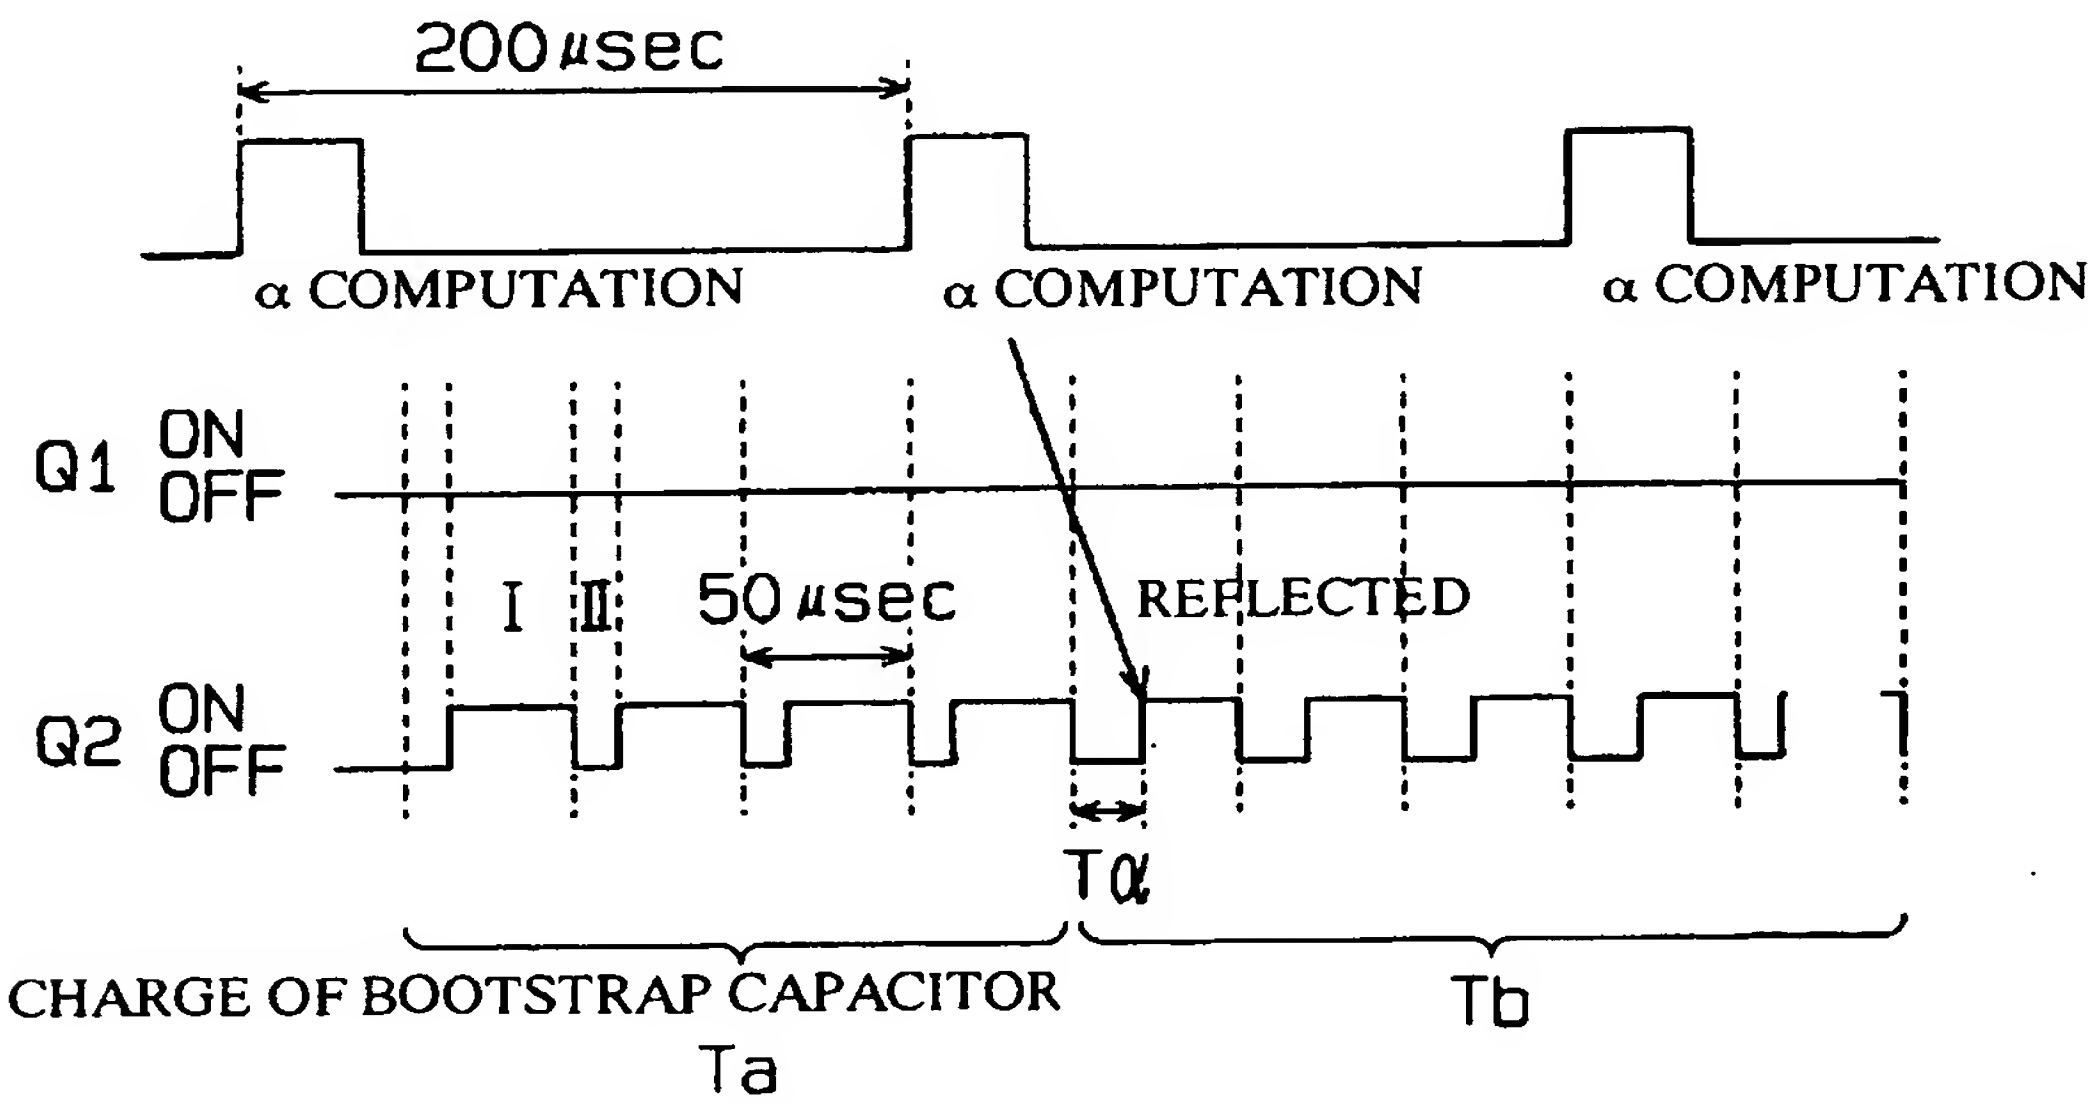 200μsec
α COMPUTATION
α COMPUTATION
α COMPUTATION
Q1
ON
OFF
I
II
50μsec
REFLECTED
Q2
ON
OFF
Tα
CHARGE OF BOOTSTRAP CAPACITOR
Ta
Tb